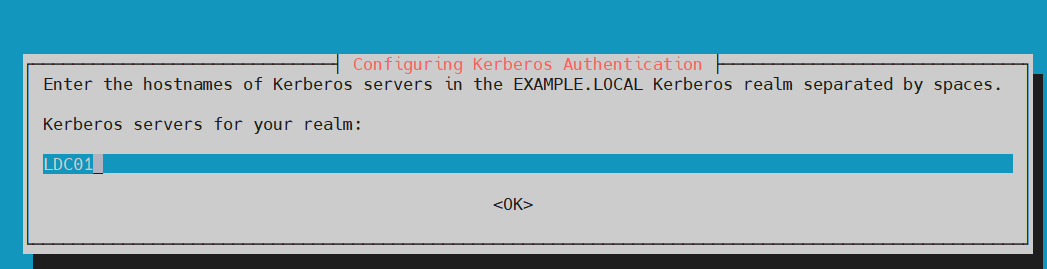 Configuring Kerberos Authentication
Enter the hostnames of Kerberos servers in the EXAMPLE.LOCAL Kerberos realm separated by spaces.
Kerberos servers for your realm:
LDC01_
<OK>